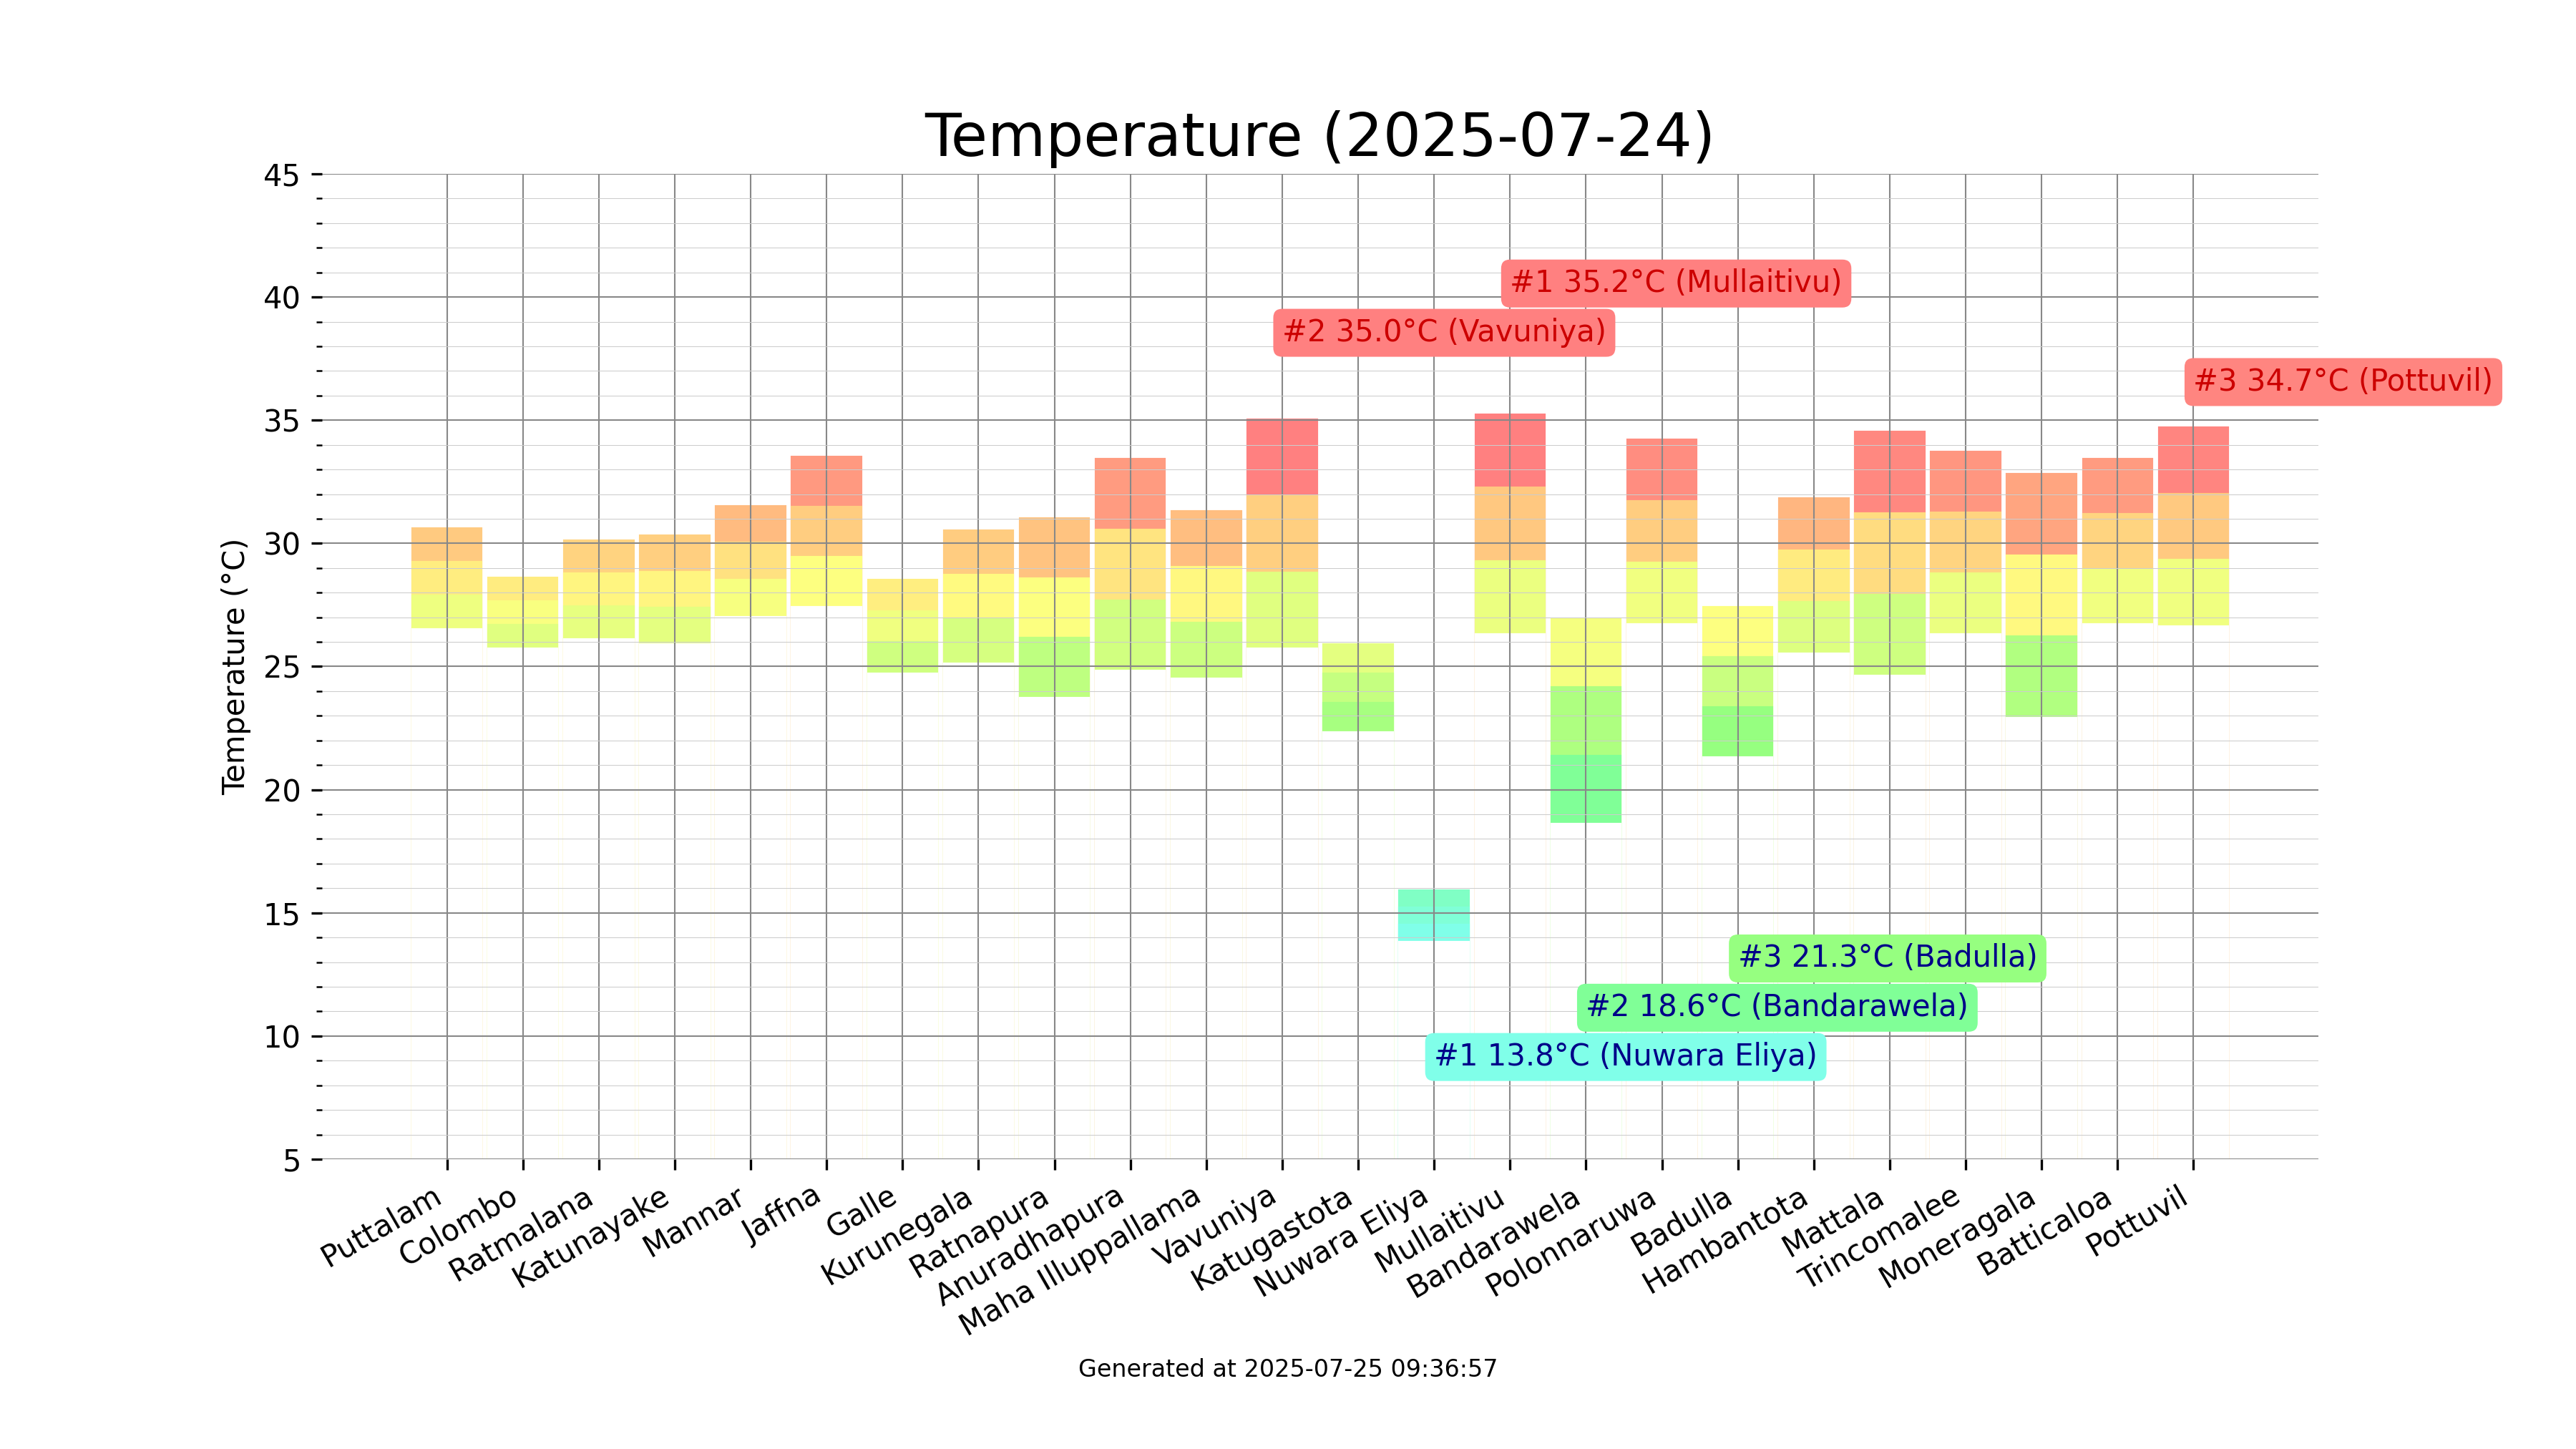 Temperature (2025-07-24)
45
40
35
30
25
20
15
10
5
Temperature (°C)
#1 35.2°C (Mullaitivu)
#2 35.0°C (Vavuniya)
#3 34.7°C (Pottuvil)
#3 21.3°C (Badulla)
#2 18.6°C (Bandarawela)
#1 13.8°C (Nuwara Eliya)
Puttalam
Colombo
Ratmalana
Katunayake
Mannar
Jaffna
Galle
Kurunegala
Ratnapura
Anuradhapura
Maha Illuppallama
Vavuniya
Katugastota
Nuwara Eliya
Mullaitivu
Bandarawela
Polonnaruwa
Badulla
Hambantota
Mattala
Trincomalee
Moneragala
Batticaloa
Pottuvil
Generated at 2025-07-25 09:36:57